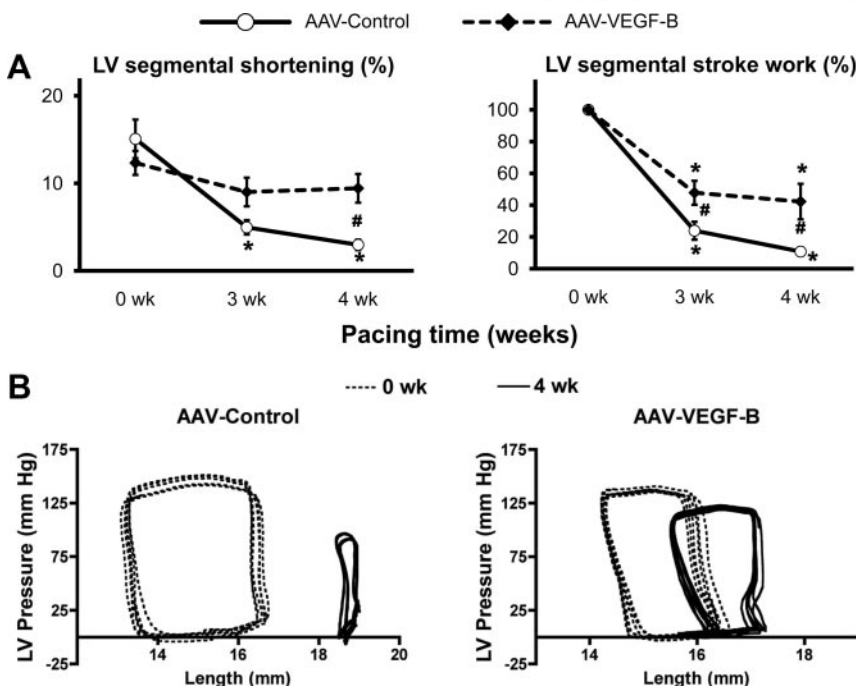 AAV-Control AAV-VEGF-B
A
LV segmental shortening (%)
20
10
0
0 wk 3 wk 4 wk
*
#
*
LV segmental stroke work (%)
100
80
60
40
20
0
0 wk 3 wk 4 wk
* *
#
#
* *
Pacing time (weeks)
B
0 wk 4 wk
AAV-Control
LV Pressure (mm Hg)
175
125
75
25
-25
14 16 18 20
Length (mm)
AAV-VEGF-B
LV Pressure (mm Hg)
175
125
75
25
-25
14 16 18
Length (mm)